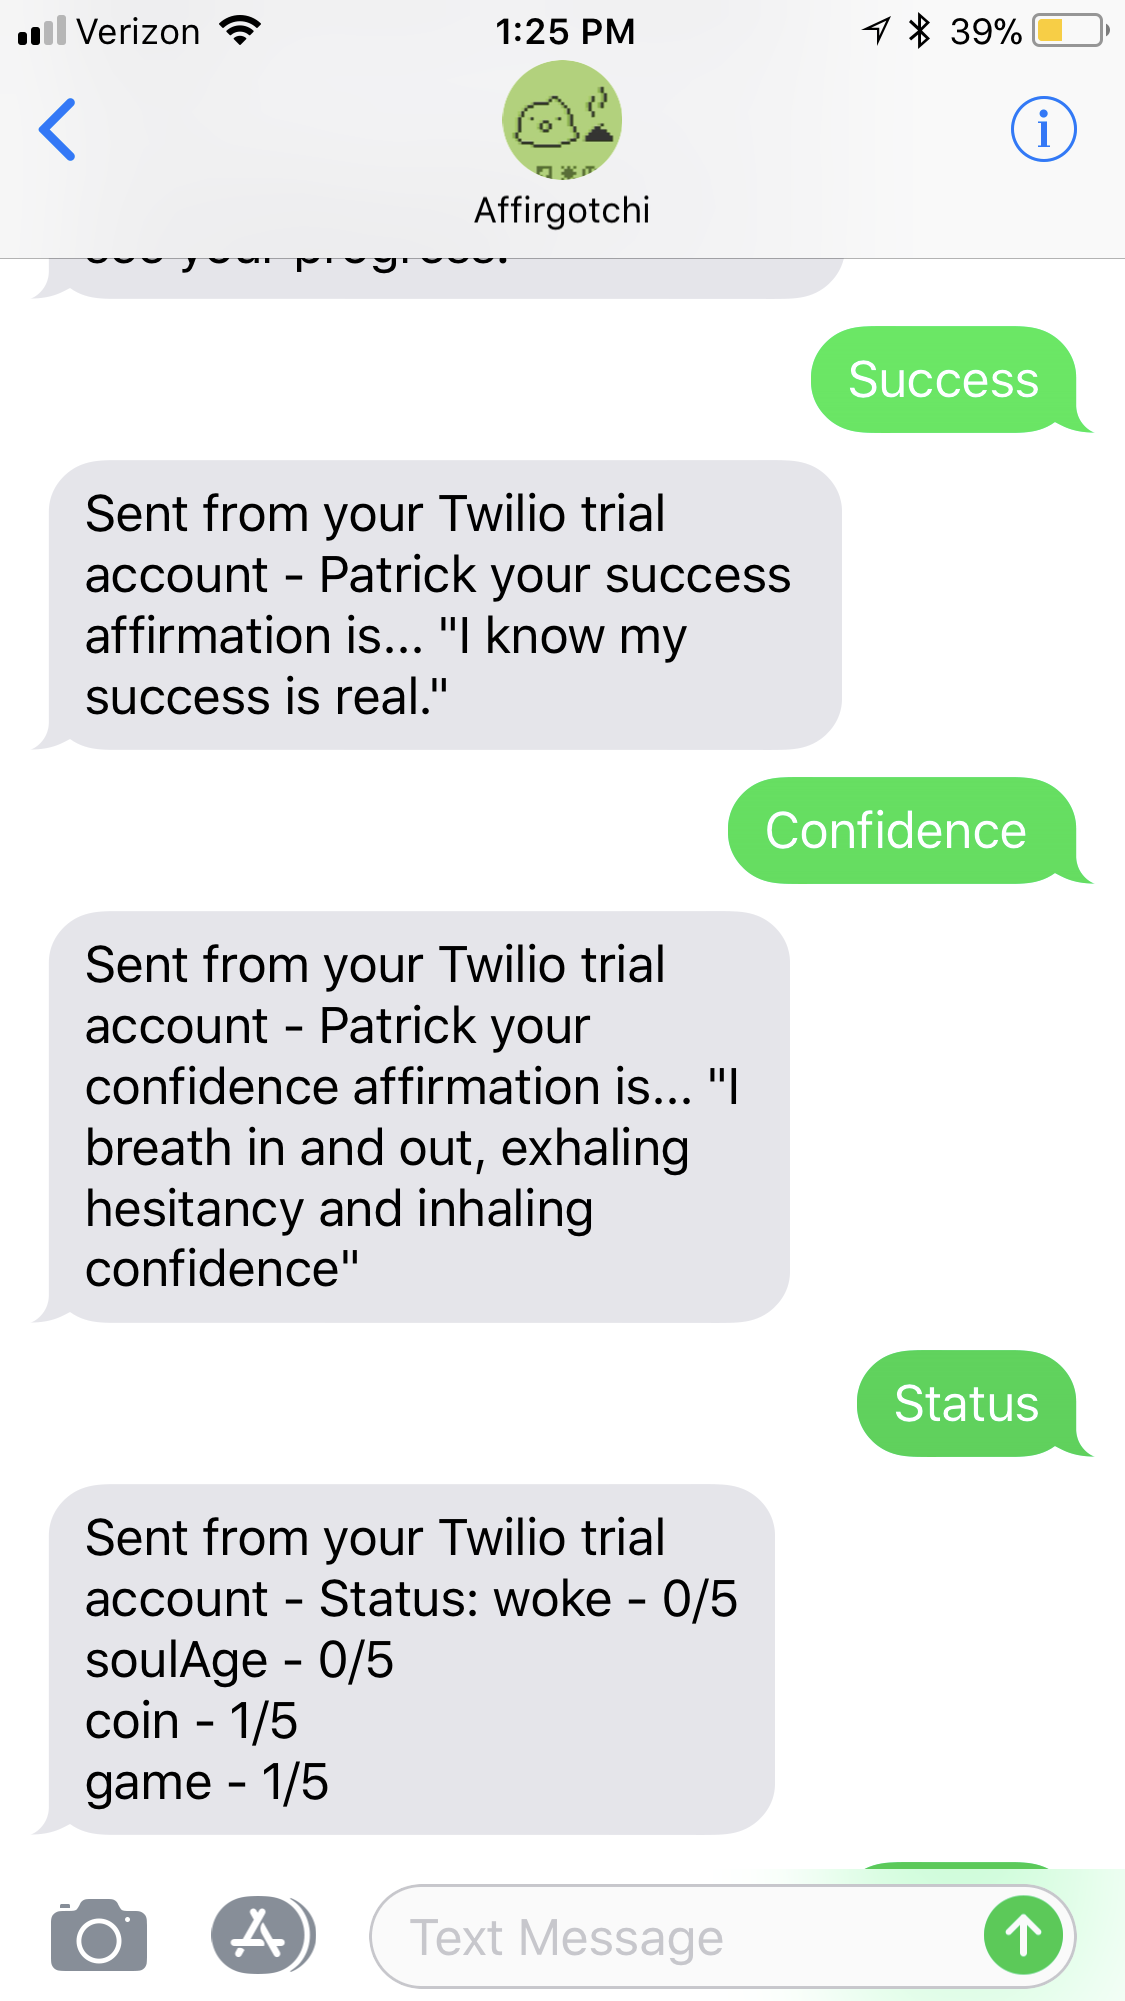 Verizon 1:25 PM 39%
Affirgotchi
see your progress.
Success
Sent from your Twilio trial
account - Patrick your success
affirmation is... "I know my
success is real."
Confidence
Sent from your Twilio trial
account - Patrick your
confidence affirmation is... "I
breath in and out, exhaling
hesitancy and inhaling
confidence"
Status
Sent from your Twilio trial
account - Status: woke - 0/5
soulAge - 0/5
coin - 1/5
game - 1/5
Text Message